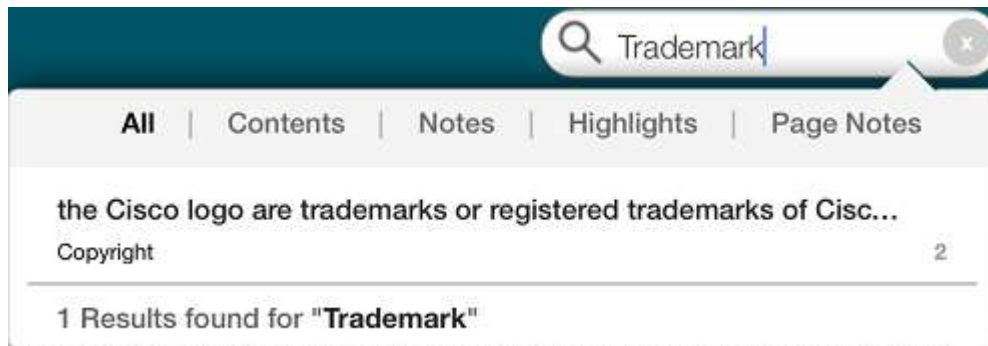 Trademark
x
All | Contents | Notes | Highlights | Page Notes
the Cisco logo are trademarks or registered trademarks of Cisc...
Copyright 2
1 Results found for "Trademark"